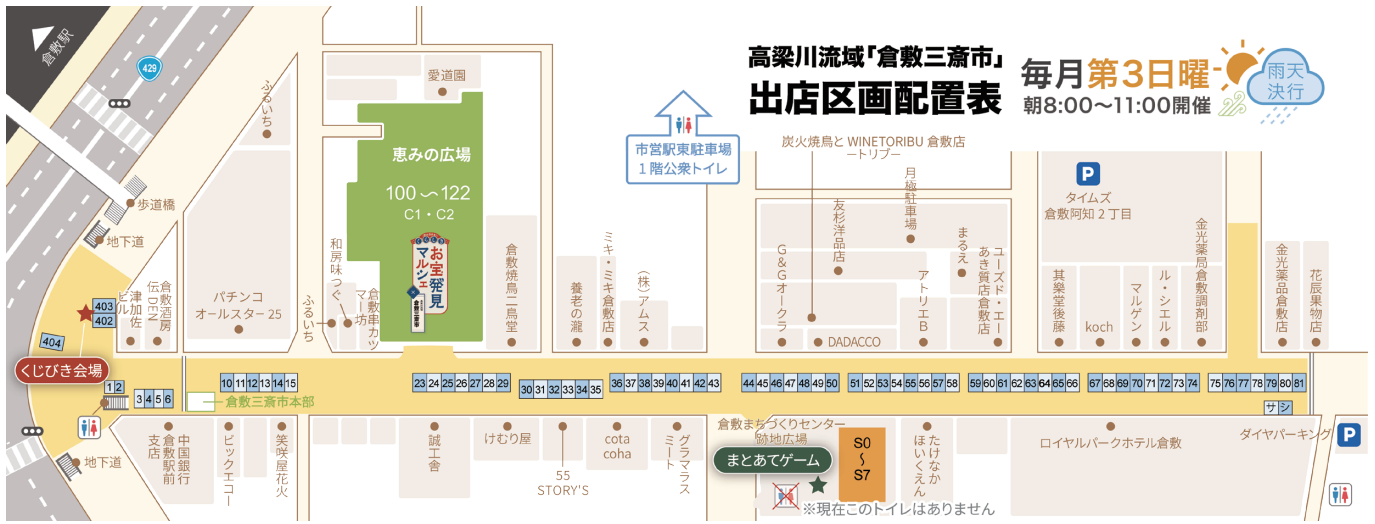 高梁川流域「倉敷三斎市」
出店区画配置表
毎月第3日曜
朝8:00〜11:00開催
雨天
決行
倉敷駅
429
歩道橋
地下道
ふるいち
愛道園
恵みの広場
100〜122
C1・C2
お宝発見
マルシェ
倉敷三斎市
市営駅東駐車場
1階公衆トイレ
炭火焼鳥と WINETORIBU 倉敷店
ートリブー
月極駐車場
友杉洋品店
まるえ
G&Gオークラ
アトリエB
ユーズド・エー
あき質店倉敷店
DADACCO
P
タイムズ
倉敷阿知2丁目
其樂堂後藤
koch
マルゲン
ル・シエル
金光薬局倉敷調剤部
金光薬品倉敷店
花辰果物店
津加佐
ビル
倉敷酒房
伝DEN
パチンコ
オールスター25
ふるいち
和房味つぐ
倉敷串カツ
マー坊
倉敷焼鳥二鳥堂
養老の瀧
ミキ・ミキ倉敷店
(株)アムス
403
402
404
くじびき会場
1 2
3 4 5 6
10 11 12 13 14 15
23 24 25 26 27 28 29
30 31 32 33 34 35
36 37 38 39 40 41 42 43
44 45 46 47 48 49 50
51 52 53 54 55 56 57 58
59 60 61 62 63 64 65 66
67 68 69 70 71 72 73 74
75 76 77 78 79 80 81
サ シ
倉敷三斎市本部
地下道
中国銀行
倉敷駅前
支店
ビックエコー
笑咲屋花火
誠工舎
けむり屋
55
STORY'S
cota
coha
グラマラス
ミート
倉敷まちづくりセンター
跡地広場
まとあてゲーム
S0
〜
S7
たけなか
ほいくえん
ロイヤルパークホテル倉敷
ダイヤパーキング
P
※現在このトイレはありません